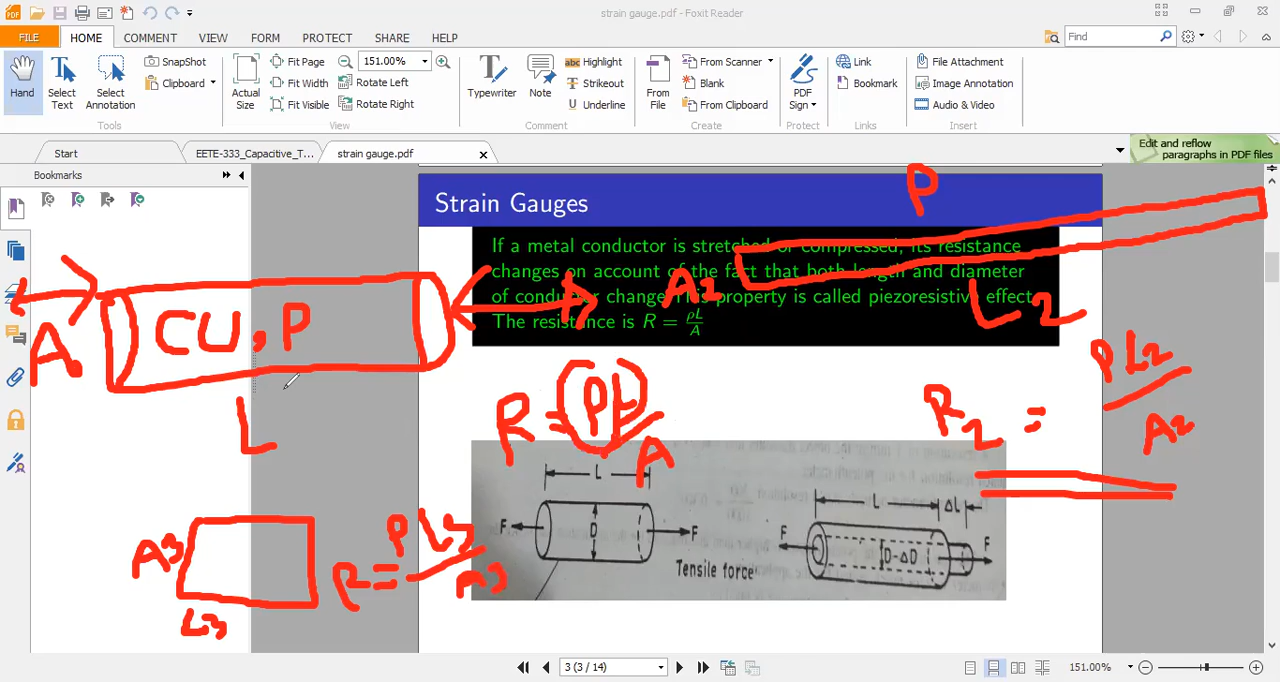 strain gauge.pdf - Foxit Reader
FILE HOME COMMENT VIEW FORM PROTECT SHARE HELP
Find
Hand
Select Text
Select Annotation
SnapShot
Clipboard
Actual Size
Fit Page
Fit Width
Fit Visible
151.00%
Rotate Left
Rotate Right
Typewriter
Note
Highlight
Strikeout
Underline
From File
From Scanner
Blank
From Clipboard
PDF Sign
Link
Bookmark
File Attachment
Image Annotation
Audio & Video
Tools View Comment Create Protect Links Insert
Start
EETE-333_Capacitive_T...
strain gauge.pdf
Edit and reflow
paragraphs in PDF files
Bookmarks
Strain Gauges
P
If a metal conductor is stretched or compressed, its resistance
changes on account of the fact that both length and diameter
of conductor change. This property is called piezoresistive effect.
The resistance is R = ρL/A
A2
L2
A
CU, P
L
R = PL/A
R2 = PL2/A2
L
F D F
Tensile force
L ΔL
F D-ΔD F
A3
L3
R = PL3/A3
3 (3 / 14)
151.00%